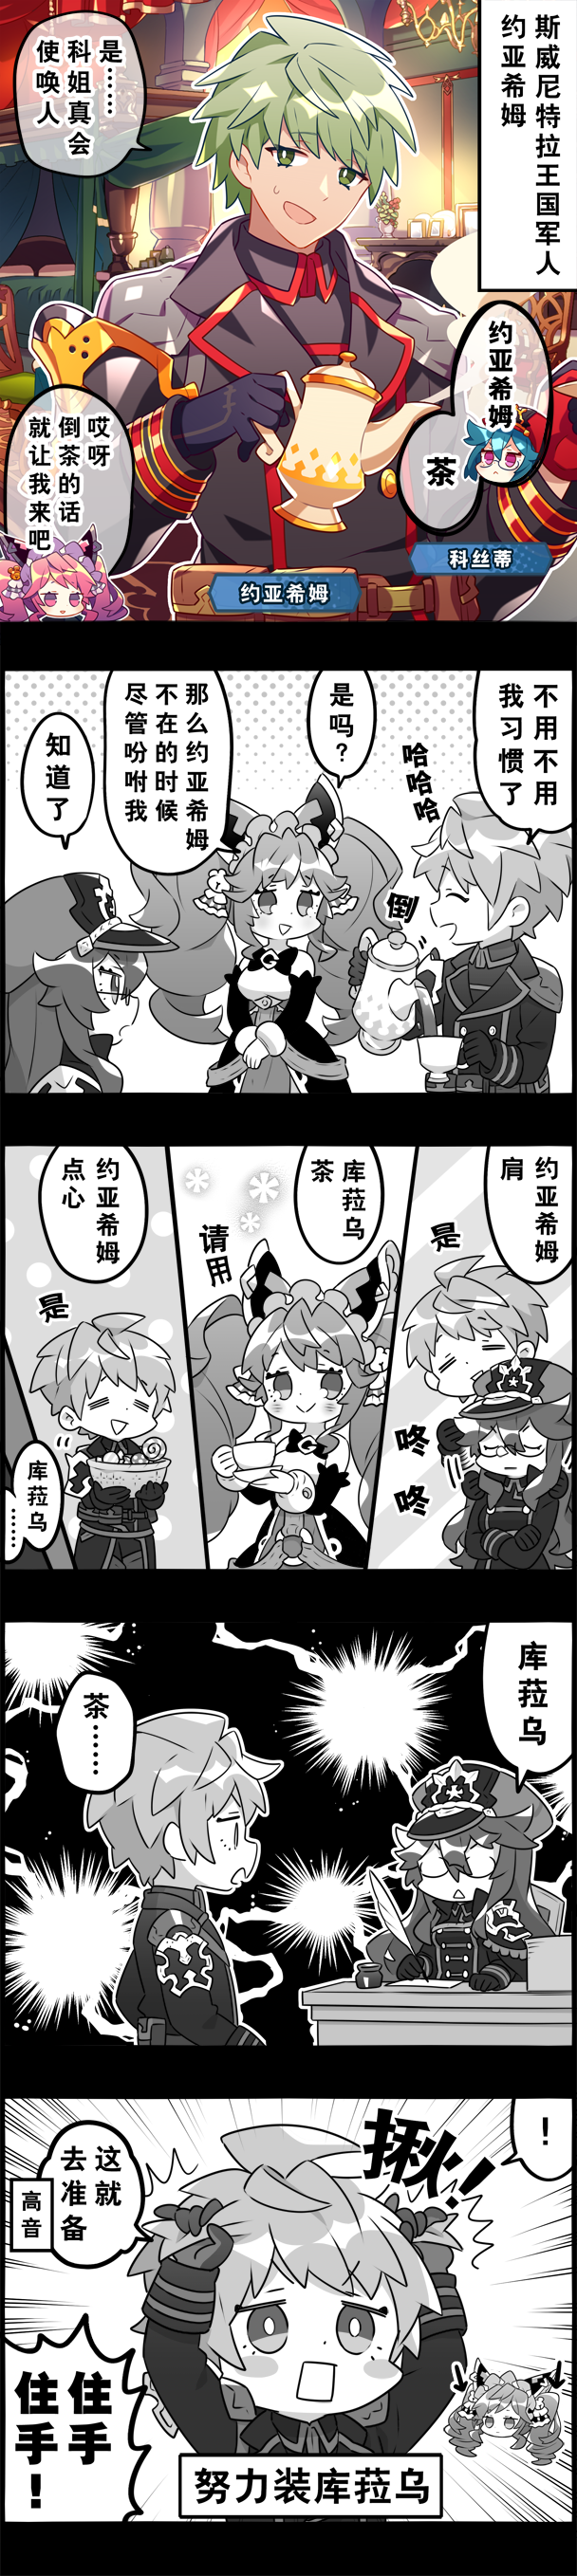 斯威尼特拉王国军人
约亚希姆
约亚希姆
茶
科丝蒂
是……
科姐真会
使唤人
哎呀
倒茶的话
就让我来吧
约亚希姆
不用不用
我习惯了
哈哈哈
倒
是吗？
那么约亚希姆
不在的时候
尽管吩咐我
知道了
约亚希姆
肩
是
咚
咚
库菈乌
茶
请用
约亚希姆
点心
是
库菈乌
……
库菈乌
茶……
！
揪！
这就
去准备
高音
住手
住手！
努力装库菈乌